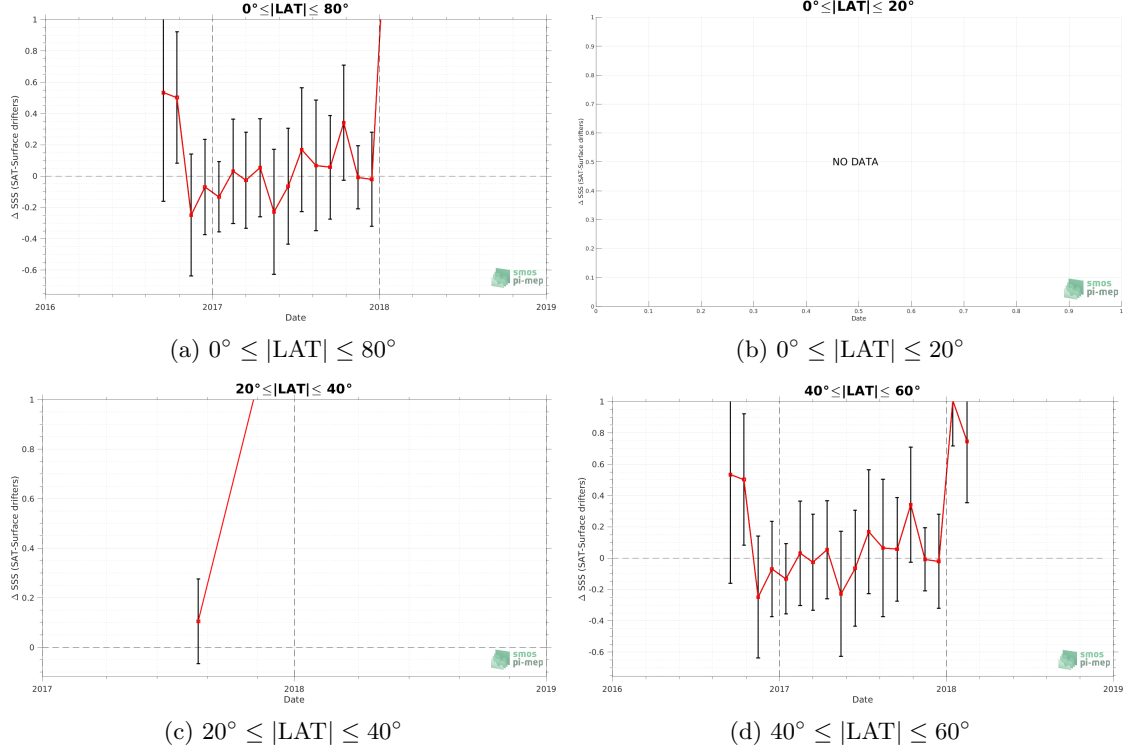 0°≤|LAT|≤ 80°
Δ SSS (SAT-Surface drifters)
1
0.8
0.6
0.4
0.2
0
-0.2
-0.4
-0.6
2016
2017
2018
2019
Date
smos
pi-mep
(a) 0° ≤ |LAT| ≤ 80°
0°≤|LAT|≤ 20°
Δ SSS (SAT-Surface drifters)
1
0.9
0.8
0.7
0.6
0.5
0.4
0.3
0.2
0.1
0
NO DATA
0
0.1
0.2
0.3
0.4
0.5
0.6
0.7
0.8
0.9
1
Date
smos
pi-mep
(b) 0° ≤ |LAT| ≤ 20°
20°≤|LAT|≤ 40°
Δ SSS (SAT-Surface drifters)
1
0.8
0.6
0.4
0.2
0
2017
2018
2019
Date
smos
pi-mep
(c) 20° ≤ |LAT| ≤ 40°
40°≤|LAT|≤ 60°
Δ SSS (SAT-Surface drifters)
1
0.8
0.6
0.4
0.2
0
-0.2
-0.4
-0.6
2016
2017
2018
2019
Date
smos
pi-mep
(d) 40° ≤ |LAT| ≤ 60°